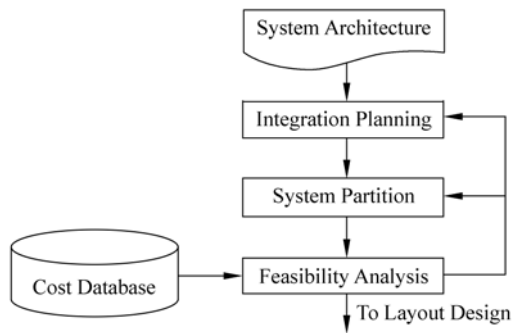 System Architecture
Integration Planning
System Partition
Feasibility Analysis
Cost Database
To Layout Design